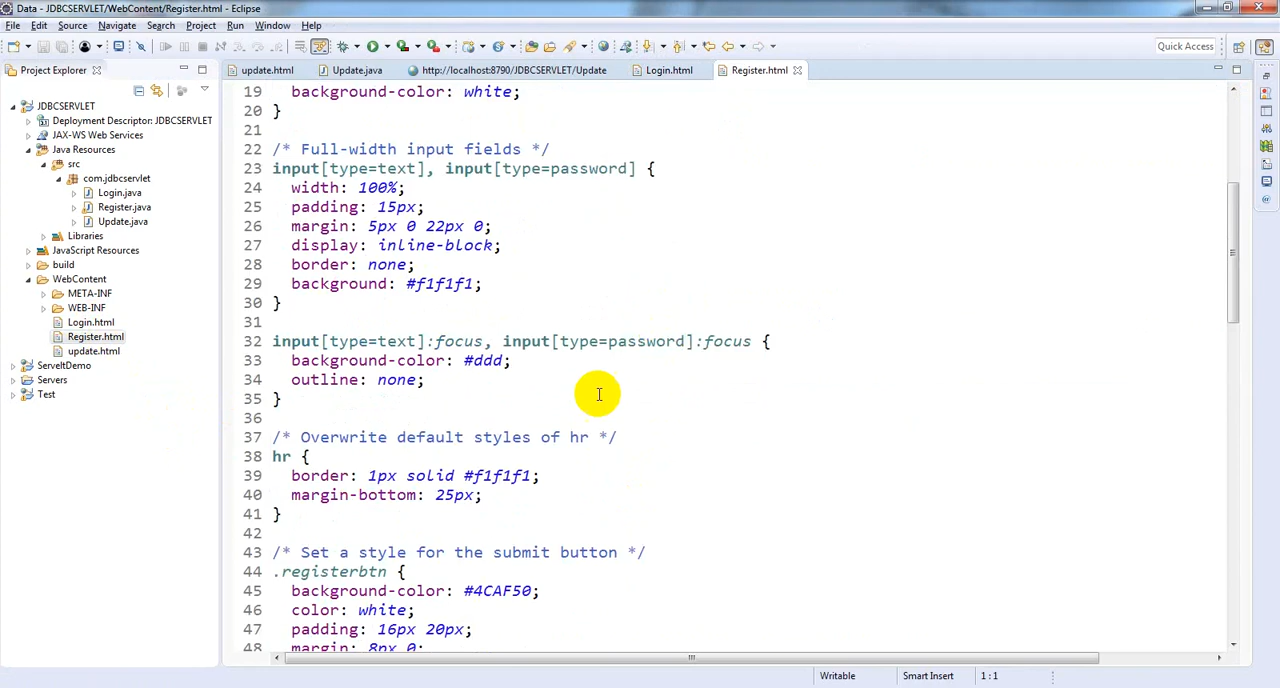 Data - JDBCSERVLET/WebContent/Register.html - Eclipse
File Edit Source Navigate Search Project Run Window Help
Quick Access
Project Explorer
update.html Update.java http://localhost:8790/JDBCSERVLET/Update Login.html Register.html
JDBCSERVLET
Deployment Descriptor: JDBCSERVLET
JAX-WS Web Services
Java Resources
src
com.jdbcservlet
Login.java
Register.java
Update.java
Libraries
JavaScript Resources
build
WebContent
META-INF
WEB-INF
Login.html
Register.html
update.html
ServeltDemo
Servers
Test
19 background-color: white;
20 }
21
22 /* Full-width input fields */
23 input[type=text], input[type=password] {
24 width: 100%;
25 padding: 15px;
26 margin: 5px 0 22px 0;
27 display: inline-block;
28 border: none;
29 background: #f1f1f1;
30 }
31
32 input[type=text]:focus, input[type=password]:focus {
33 background-color: #ddd;
34 outline: none;
35 }
36
37 /* Overwrite default styles of hr */
38 hr {
39 border: 1px solid #f1f1f1;
40 margin-bottom: 25px;
41 }
42
43 /* Set a style for the submit button */
44 .registerbtn {
45 background-color: #4CAF50;
46 color: white;
47 padding: 16px 20px;
48 margin: 8px 0;
Writable Smart Insert 1 : 1